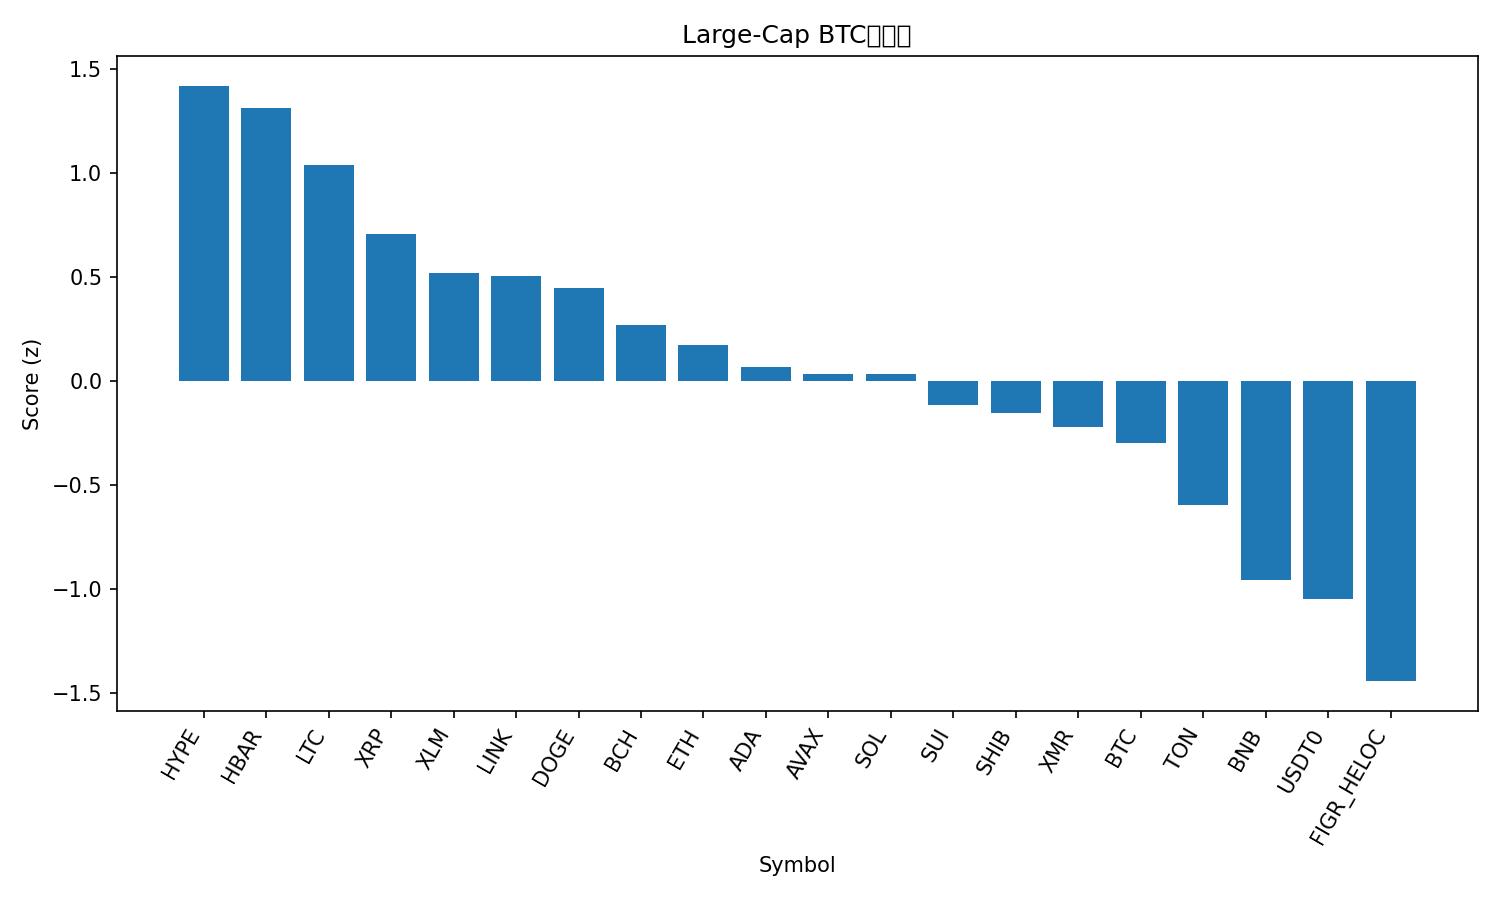 Large-Cap BTC
Score (z)
1.5
1.0
0.5
0.0
−0.5
−1.0
−1.5
HYPE
HBAR
LTC
XRP
XLM
LINK
DOGE
BCH
ETH
ADA
AVAX
SOL
SUI
SHIB
XMR
BTC
TON
BNB
USDT0
FIGR_HELOC
Symbol